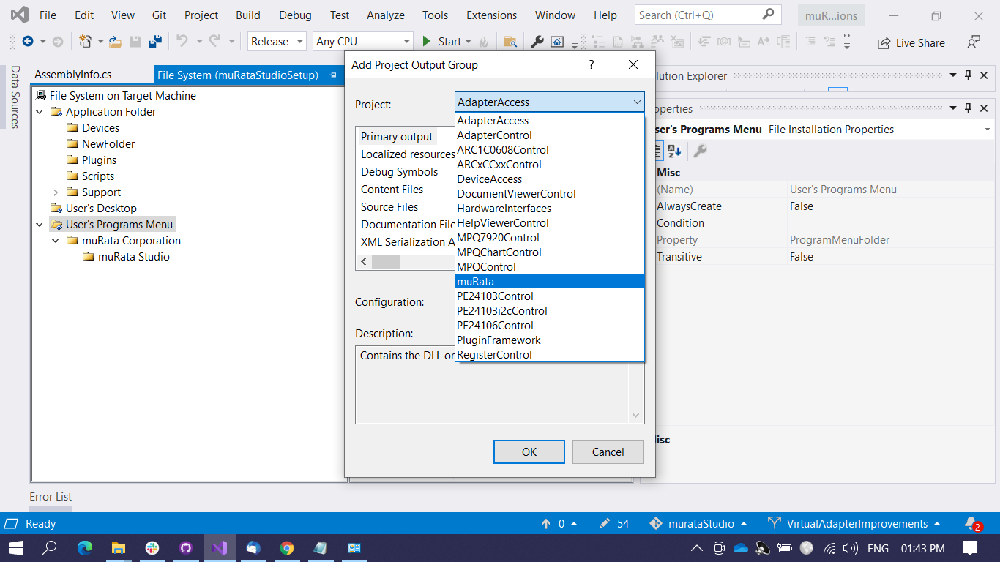 File Edit View Git Project Build Debug Test Analyze Tools Extensions Window Help Search (Ctrl+Q) muR...ions
Release Any CPU Start Live Share
Data Sources
AssemblyInfo.cs File System (muRataStudioSetup)
File System on Target Machine
Application Folder
Devices
NewFolder
Plugins
Scripts
Support
User's Desktop
User's Programs Menu
muRata Corporation
muRata Studio
Add Project Output Group ?
Project: AdapterAccess
Primary output
Localized resources
Debug Symbols
Content Files
Source Files
Documentation File
XML Serialization A
AdapterAccess
AdapterControl
ARC1C0608Control
ARCxCCxxControl
DeviceAccess
DocumentViewerControl
HardwareInterfaces
HelpViewerControl
MPQ7920Control
MPQChartControl
MPQControl
muRata
PE24103Control
PE24103i2cControl
PE24106Control
PluginFramework
RegisterControl
Configuration:
Description:
Contains the DLL or
OK Cancel
lution Explorer
operties
ser's Programs Menu File Installation Properties
Misc
(Name) User's Programs Menu
AlwaysCreate False
Condition
Property ProgramMenuFolder
Transitive False
isc
Error List
Ready 0 54 murataStudio VirtualAdapterImprovements 2
ENG 01:43 PM